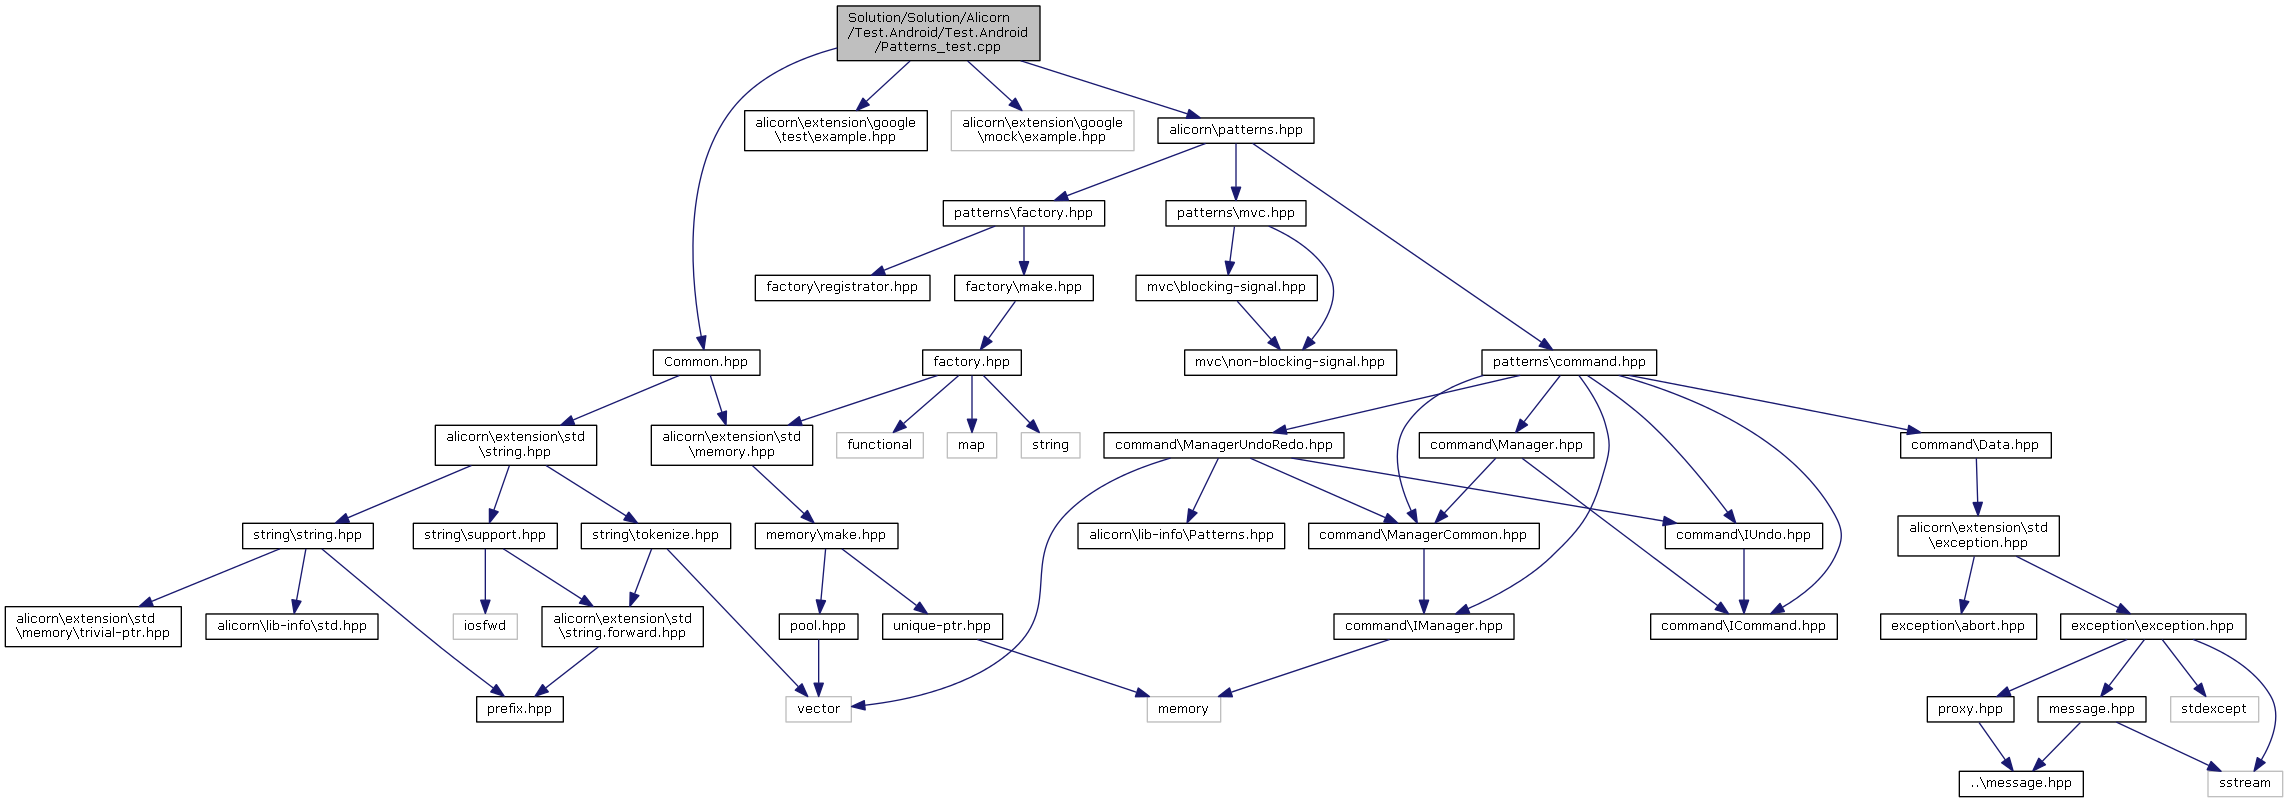 Solution/Solution/Alicorn
/Test.Android/Test.Android
/Patterns_test.cpp
alicorn\extension\google
\test\example.hpp
alicorn\extension\google
\mock\example.hpp
alicorn\patterns.hpp
patterns\factory.hpp
patterns\mvc.hpp
factory\registrator.hpp
factory\make.hpp
mvc\blocking-signal.hpp
Common.hpp
factory.hpp
mvc\non-blocking-signal.hpp
patterns\command.hpp
alicorn\extension\std
\string.hpp
alicorn\extension\std
\memory.hpp
functional
map
string
command\ManagerUndoRedo.hpp
command\Manager.hpp
command\Data.hpp
string\string.hpp
string\support.hpp
string\tokenize.hpp
memory\make.hpp
alicorn\lib-info\Patterns.hpp
command\ManagerCommon.hpp
command\IUndo.hpp
alicorn\extension\std
\exception.hpp
alicorn\extension\std
\memory\trivial-ptr.hpp
alicorn\lib-info\std.hpp
iosfwd
alicorn\extension\std
\string.forward.hpp
pool.hpp
unique-ptr.hpp
command\IManager.hpp
command\ICommand.hpp
exception\abort.hpp
exception\exception.hpp
prefix.hpp
vector
memory
proxy.hpp
message.hpp
stdexcept
..\message.hpp
sstream